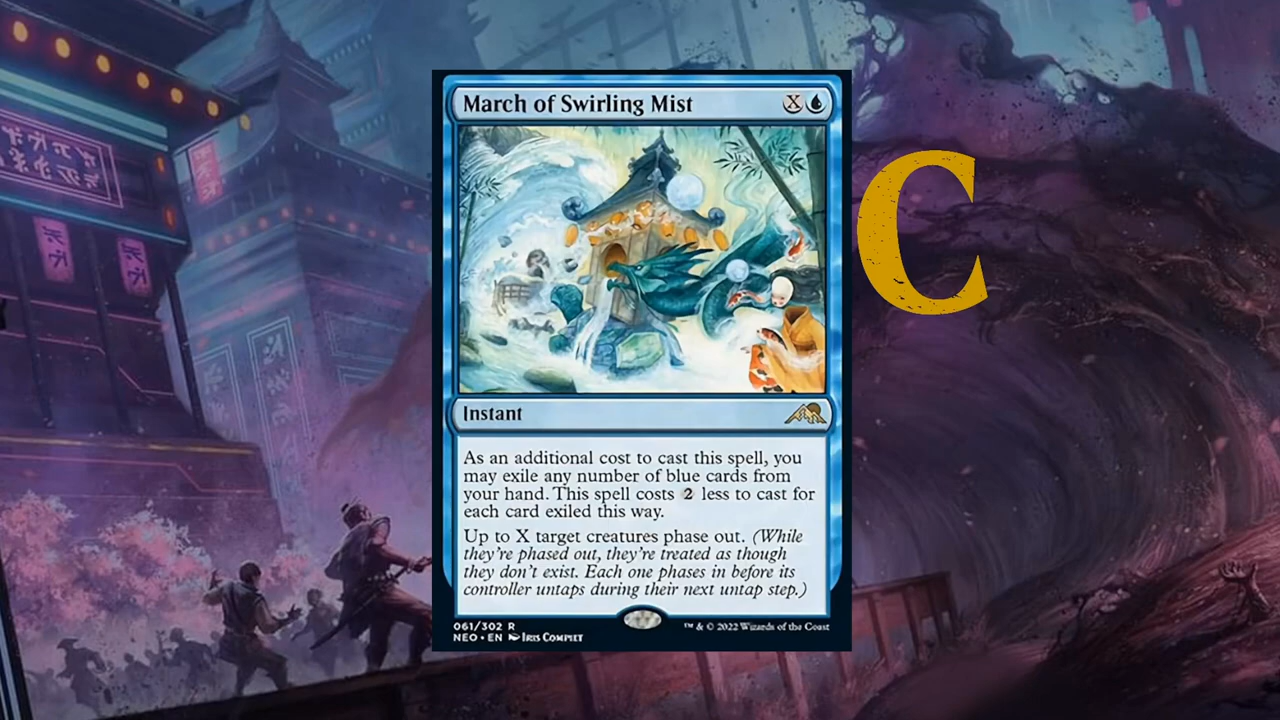 March of Swirling Mist X
C
Instant
As an additional cost to cast this spell, you
may exile any number of blue cards from
your hand. This spell costs 2 less to cast for
each card exiled this way.
Up to X target creatures phase out. (While
they're phased out, they're treated as though
they don't exist. Each one phases in before its
controller untaps during their next untap step.)
061/302 R
NEO • EN Iris Compiet
™ & © 2022 Wizards of the Coast